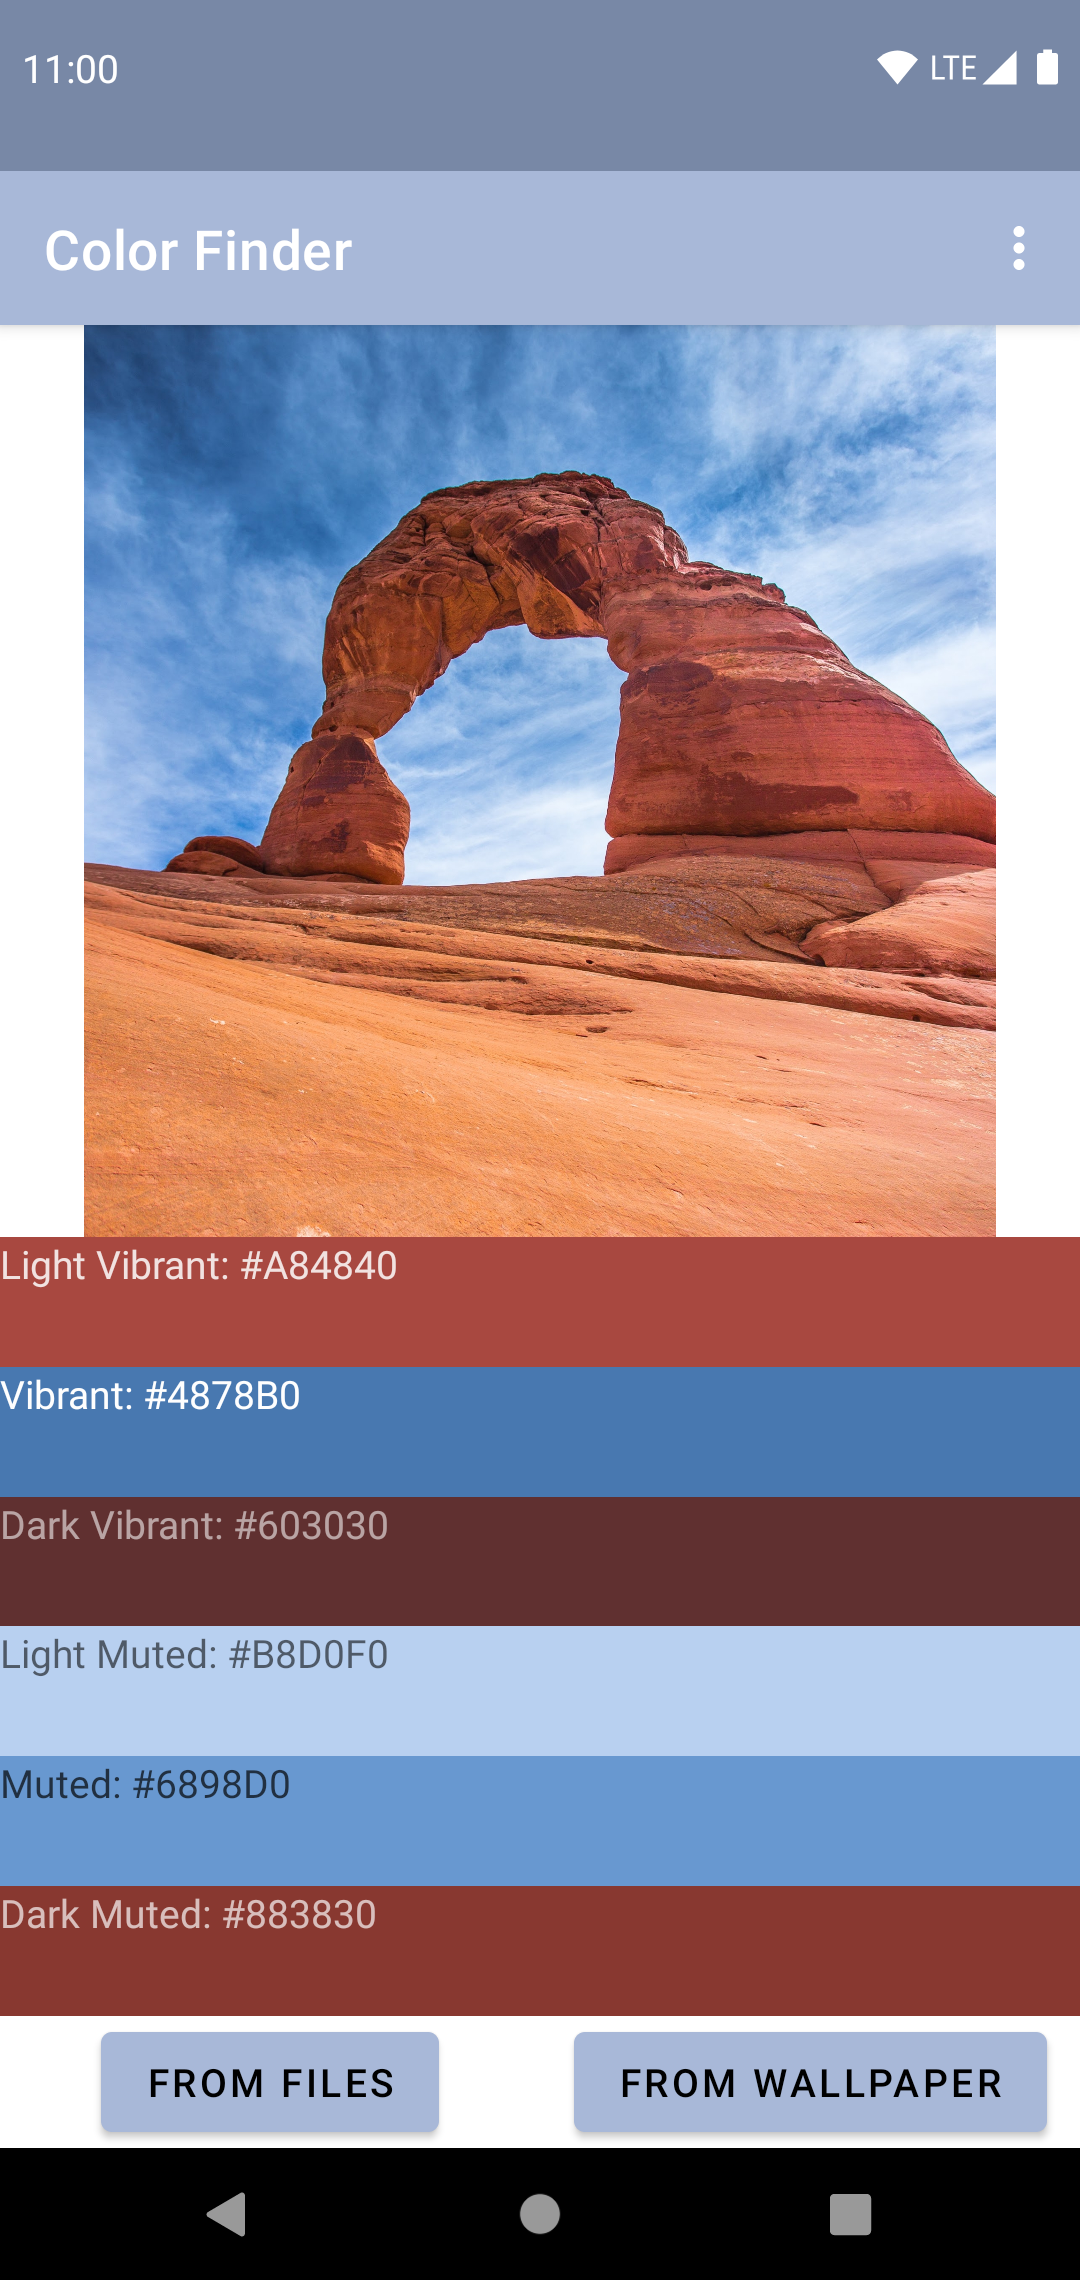 11:00 LTE
Color Finder
Light Vibrant: #A84840
Vibrant: #4878B0
Dark Vibrant: #603030
Light Muted: #B8D0F0
Muted: #6898D0
Dark Muted: #883830
FROM FILES FROM WALLPAPER